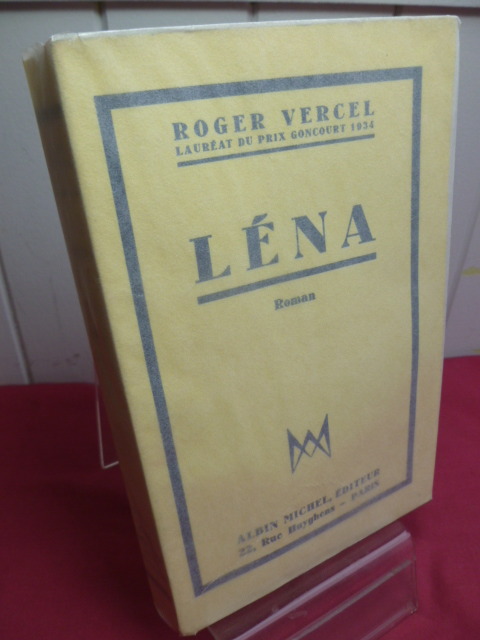 ROGER VERCEL
LAURÉAT DU PRIX GONCOURT 1934
LÉNA
Roman
ALBIN MICHEL, ÉDITEUR
22, Rue Huyghens – PARIS